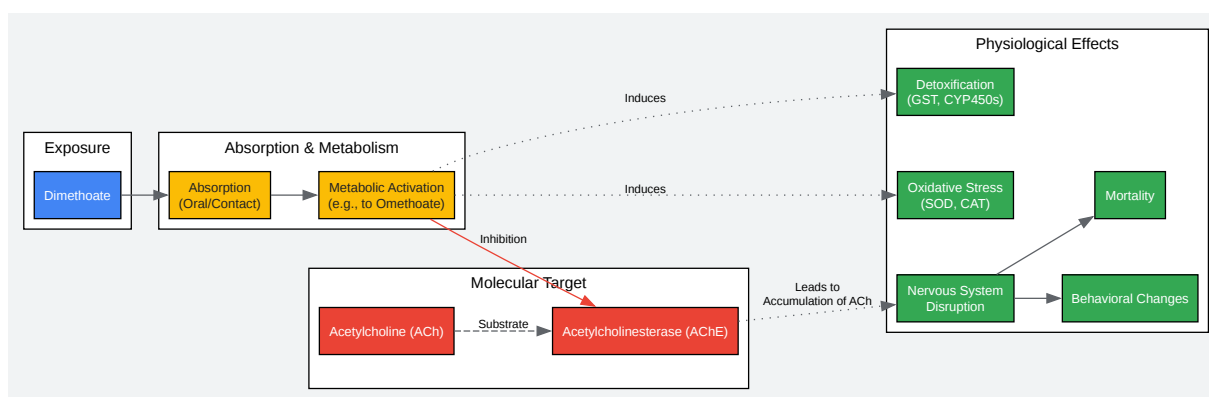 Exposure
Dimethoate
Absorption & Metabolism
Absorption
(Oral/Contact)
Metabolic Activation
(e.g., to Omethoate)
Induces
Induces
Inhibition
Molecular Target
Acetylcholine (ACh)
Substrate
Acetylcholinesterase (AChE)
Leads to
Accumulation of ACh
Physiological Effects
Detoxification
(GST, CYP450s)
Oxidative Stress
(SOD, CAT)
Mortality
Nervous System
Disruption
Behavioral Changes